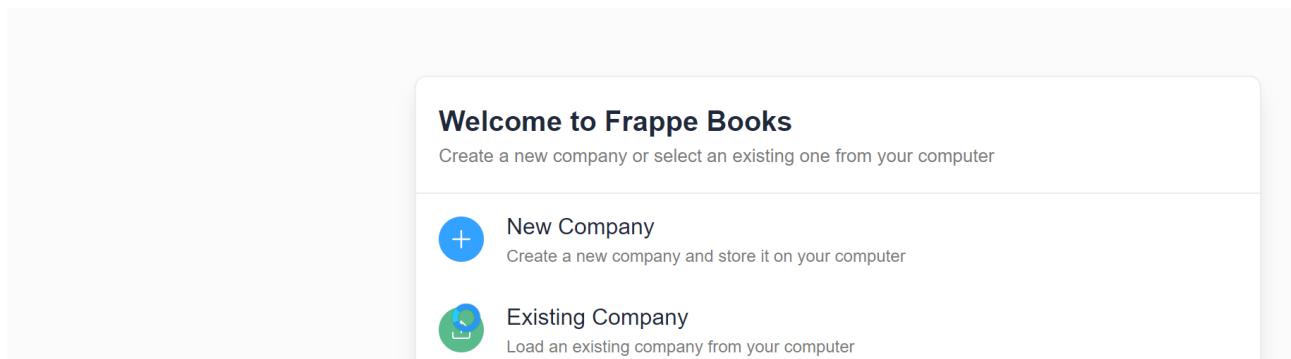 Welcome to Frappe Books
Create a new company or select an existing one from your computer
New Company
Create a new company and store it on your computer
Existing Company
Load an existing company from your computer